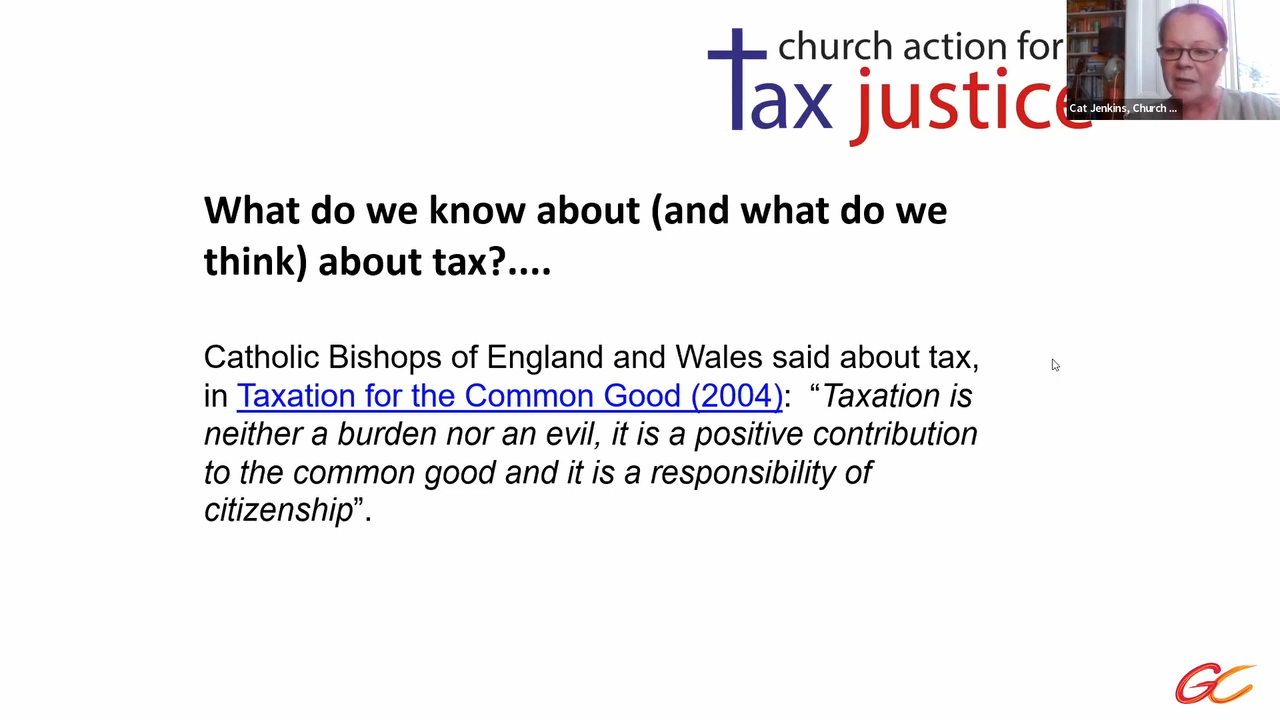 church action for
tax justice
Cat Jenkins, Church ...
What do we know about (and what do we
think) about tax?....
Catholic Bishops of England and Wales said about tax,
in Taxation for the Common Good (2004):  “Taxation is
neither a burden nor an evil, it is a positive contribution
to the common good and it is a responsibility of
citizenship”.
GC